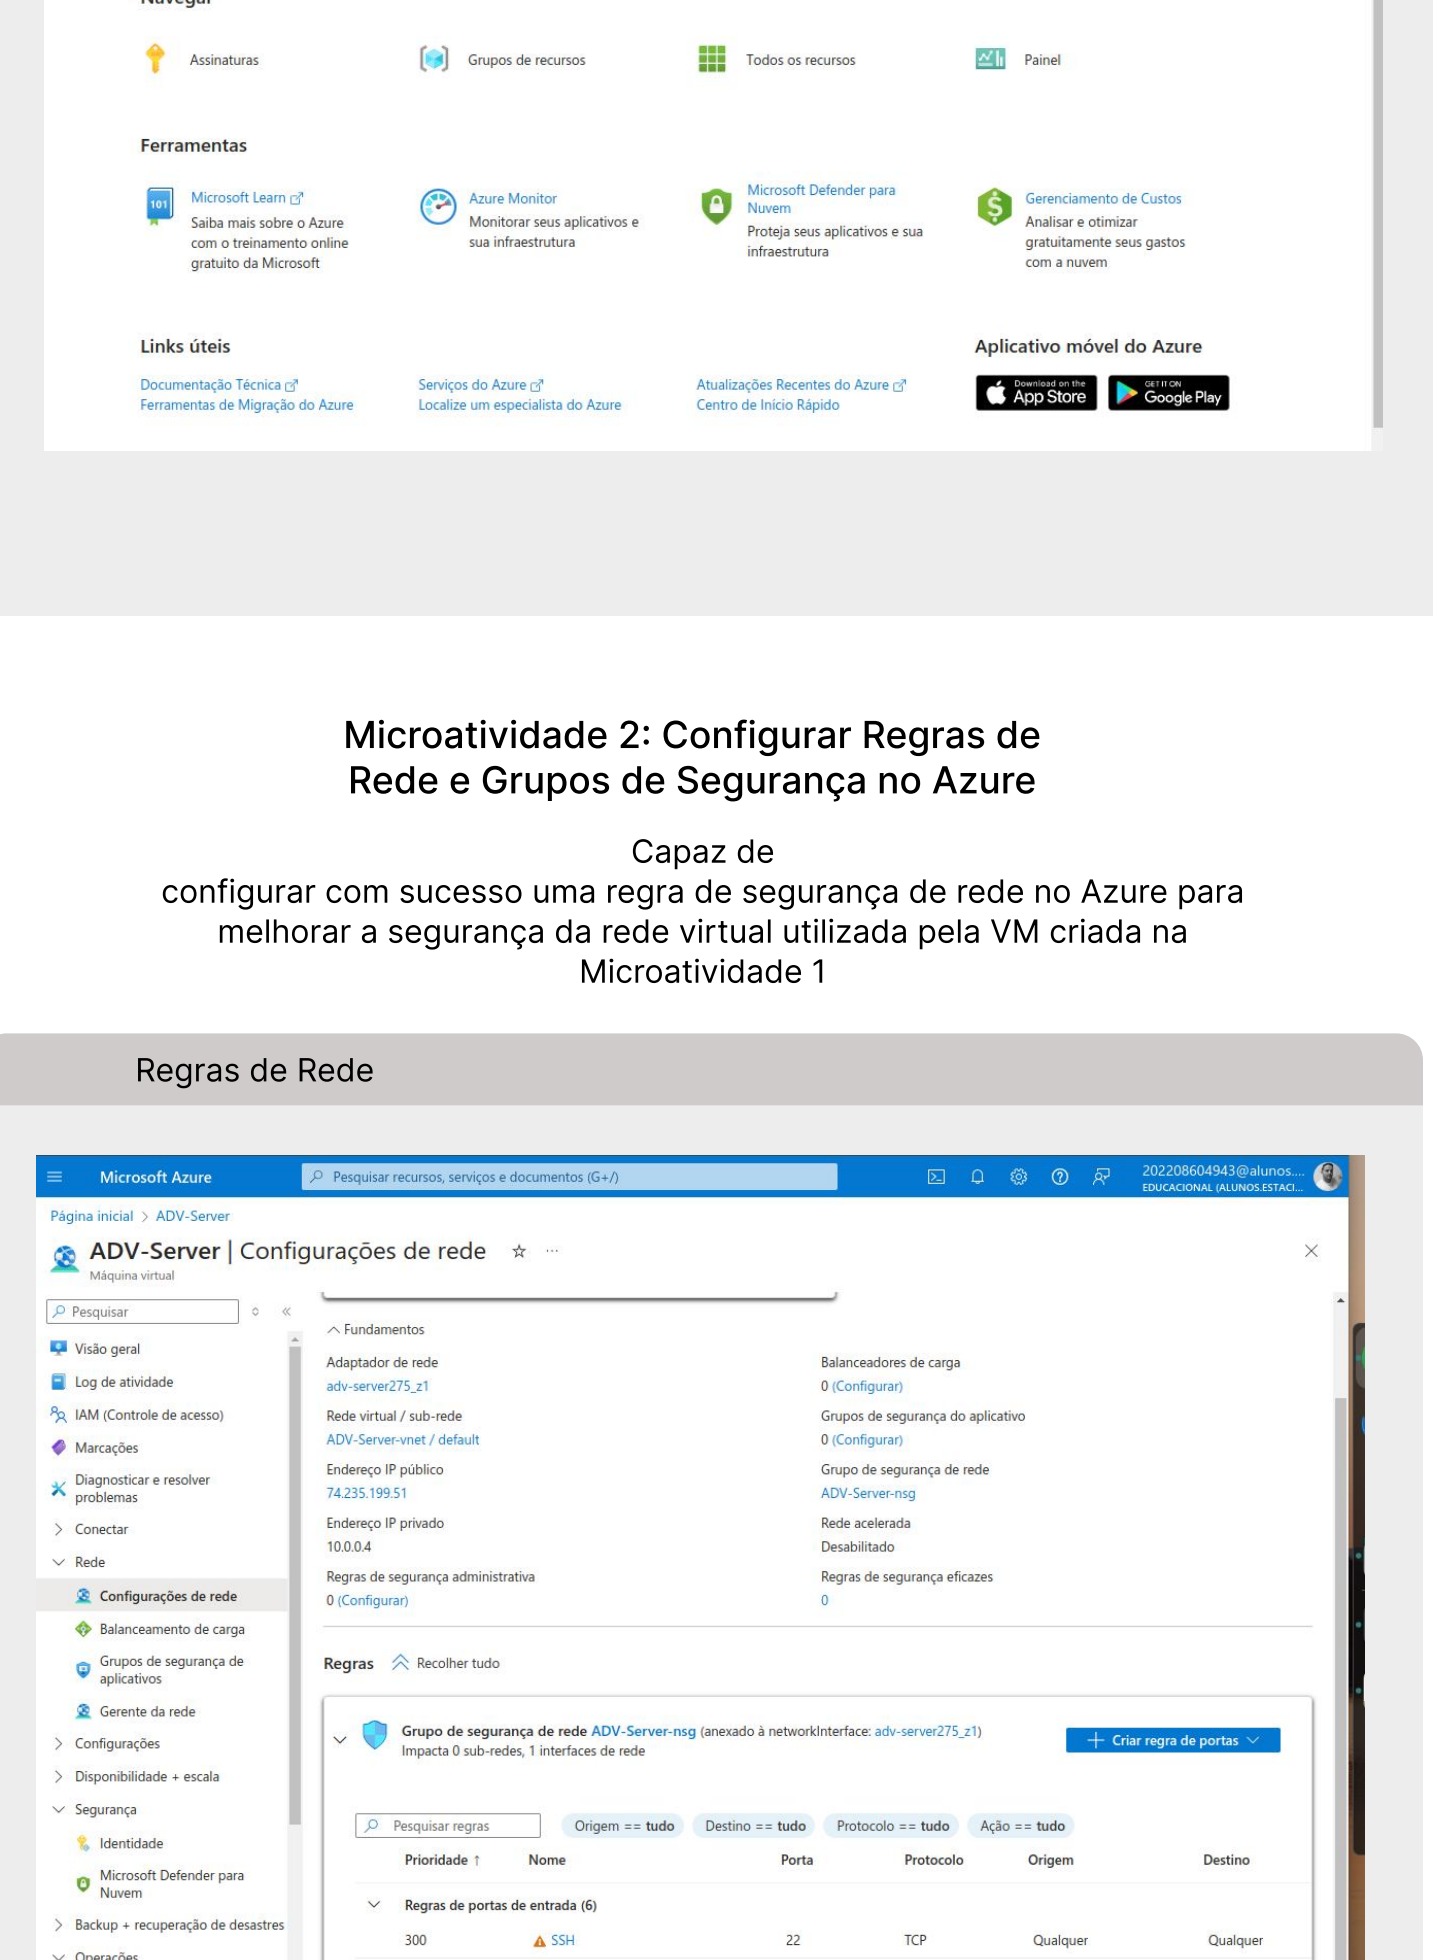 Navegar
Assinaturas
Grupos de recursos
Todos os recursos
Painel
Ferramentas
Microsoft Learn
Saiba mais sobre o Azure
com o treinamento online
gratuito da Microsoft
Azure Monitor
Monitorar seus aplicativos e
sua infraestrutura
Microsoft Defender para
Nuvem
Proteja seus aplicativos e sua
infraestrutura
Gerenciamento de Custos
Analisar e otimizar
gratuitamente seus gastos
com a nuvem
Links úteis
Aplicativo móvel do Azure
Documentação Técnica
Serviços do Azure
Atualizações Recentes do Azure
Ferramentas de Migração do Azure
Localize um especialista do Azure
Centro de Início Rápido
Download on the
App Store
GET IT ON
Google Play
Microatividade 2: Configurar Regras de
Rede e Grupos de Segurança no Azure
Capaz de
configurar com sucesso uma regra de segurança de rede no Azure para
melhorar a segurança da rede virtual utilizada pela VM criada na
Microatividade 1
Regras de Rede
Microsoft Azure
Pesquisar recursos, serviços e documentos (G+/)
202208604943@alunos....
EDUCACIONAL (ALUNOS.ESTACI...
Página inicial > ADV-Server
ADV-Server | Configurações de rede
Máquina virtual
Pesquisar
Visão geral
Log de atividade
IAM (Controle de acesso)
Marcações
Diagnosticar e resolver
problemas
Conectar
Rede
Configurações de rede
Balanceamento de carga
Grupos de segurança de
aplicativos
Gerente da rede
Configurações
Disponibilidade + escala
Segurança
Identidade
Microsoft Defender para
Nuvem
Backup + recuperação de desastres
Operações
Fundamentos
Adaptador de rede
adv-server275_z1
Rede virtual / sub-rede
ADV-Server-vnet / default
Endereço IP público
74.235.199.51
Endereço IP privado
10.0.0.4
Regras de segurança administrativa
0 (Configurar)
Balanceadores de carga
0 (Configurar)
Grupos de segurança do aplicativo
0 (Configurar)
Grupo de segurança de rede
ADV-Server-nsg
Rede acelerada
Desabilitado
Regras de segurança eficazes
0
Regras Recolher tudo
Grupo de segurança de rede ADV-Server-nsg (anexado à networkInterface: adv-server275_z1)
Impacta 0 sub-redes, 1 interfaces de rede
+ Criar regra de portas
Pesquisar regras Origem == tudo Destino == tudo Protocolo == tudo Ação == tudo
Prioridade ↑ Nome Porta Protocolo Origem Destino
Regras de portas de entrada (6)
300 SSH 22 TCP Qualquer Qualquer